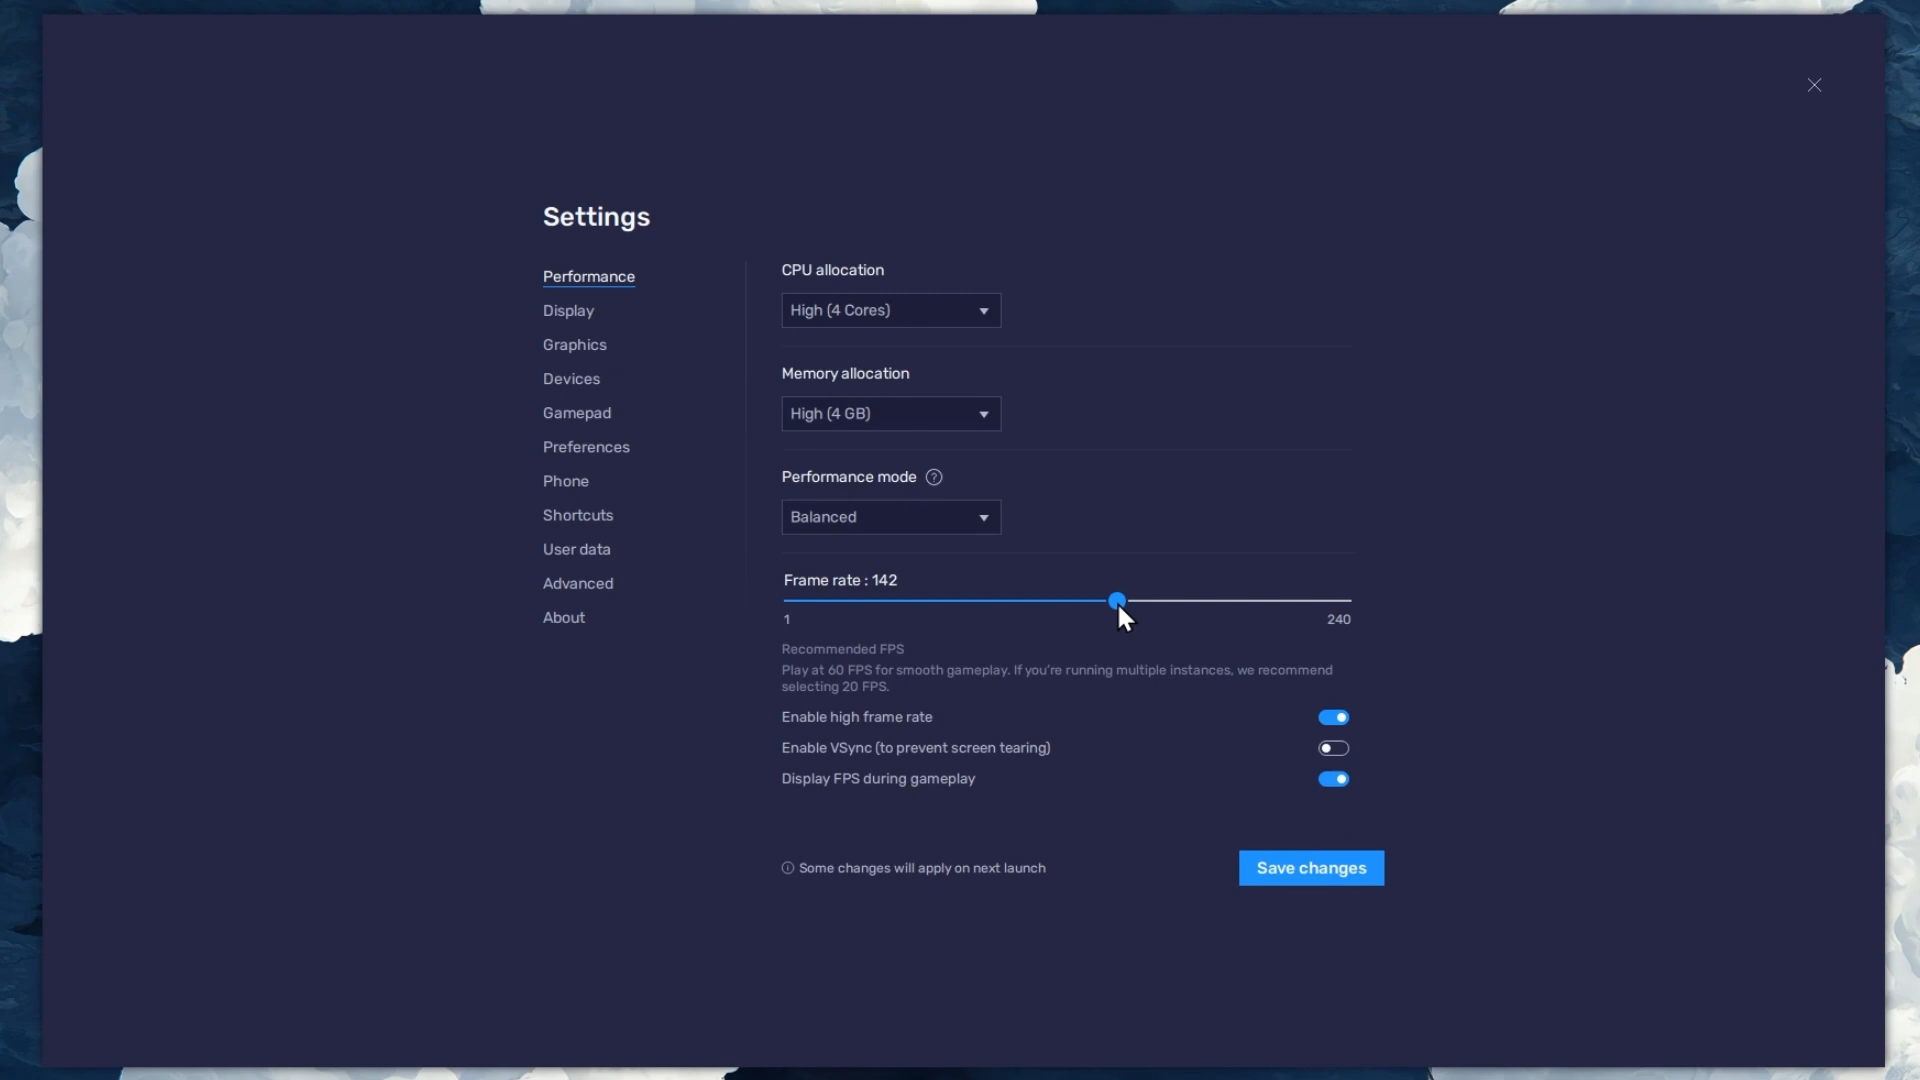 Settings
Performance
Display
Graphics
Devices
Gamepad
Preferences
Phone
Shortcuts
User data
Advanced
About
CPU allocation
High (4 Cores)
Memory allocation
High (4 GB)
Performance mode ?
Balanced
Frame rate : 142
1 240
Recommended FPS
Play at 60 FPS for smooth gameplay. If you're running multiple instances, we recommend
selecting 20 FPS.
Enable high frame rate
Enable VSync (to prevent screen tearing)
Display FPS during gameplay
Some changes will apply on next launch
Save changes